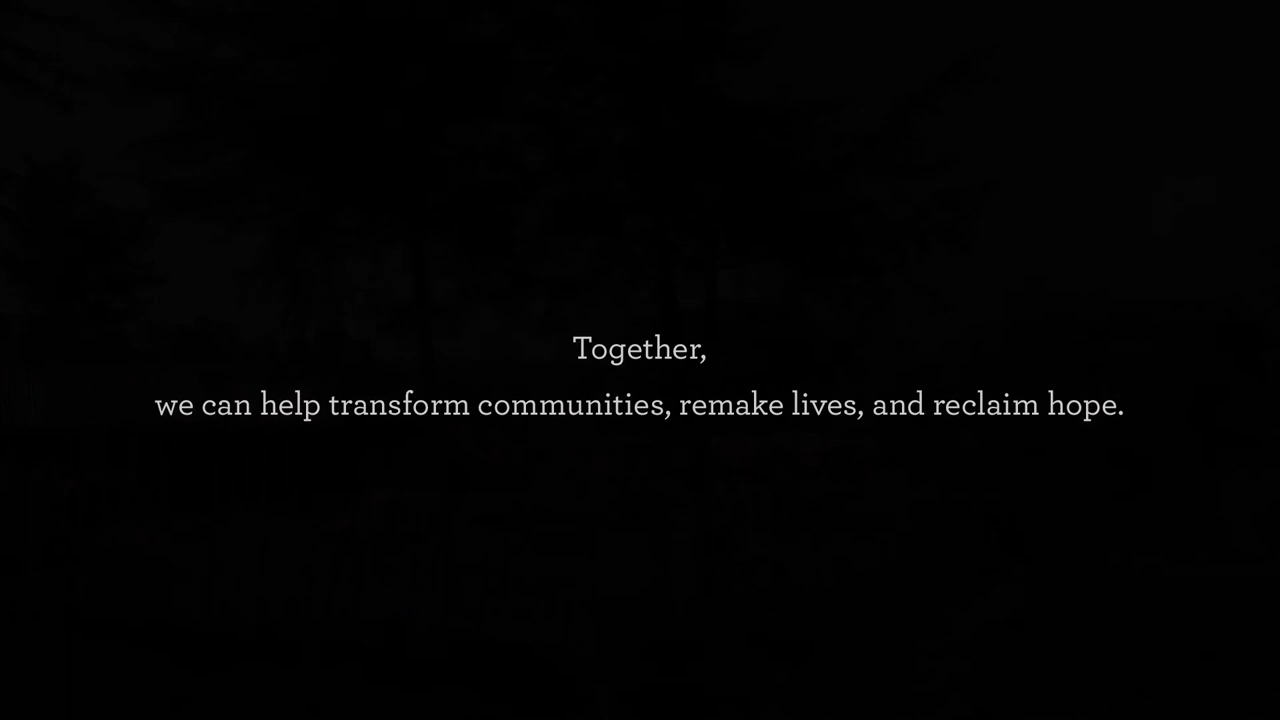 Together,
we can help transform communities, remake lives, and reclaim hope.